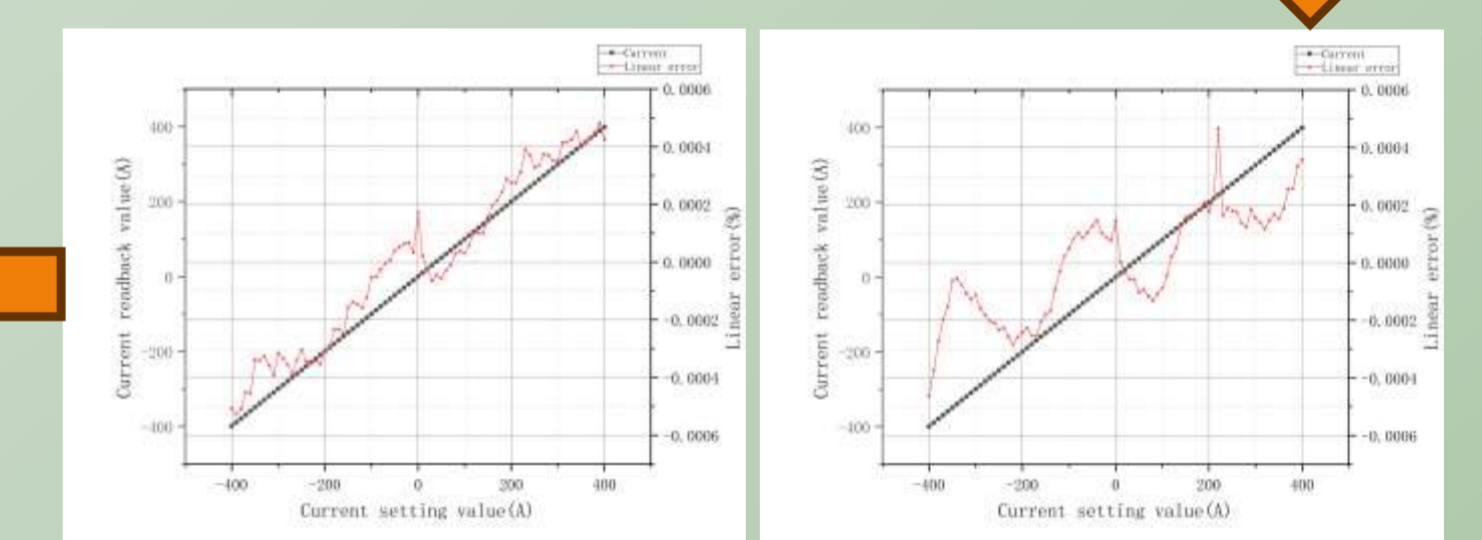 Current
Linear error
0.0006
400
0.0004
200
0.0002
0
0.0000
-0.0002
-200
-0.0004
-400
-0.0006
-400 -200 0 200 400
Current setting value(A)
Current readback value(A)
Linear error(%)
Current
Linear error
0.0006
400
0.0004
200
0.0002
0
0.0000
-0.0002
-200
-0.0004
-400
-0.0006
-400 -200 0 200 400
Current setting value(A)
Current readback value(A)
Linear error(%)